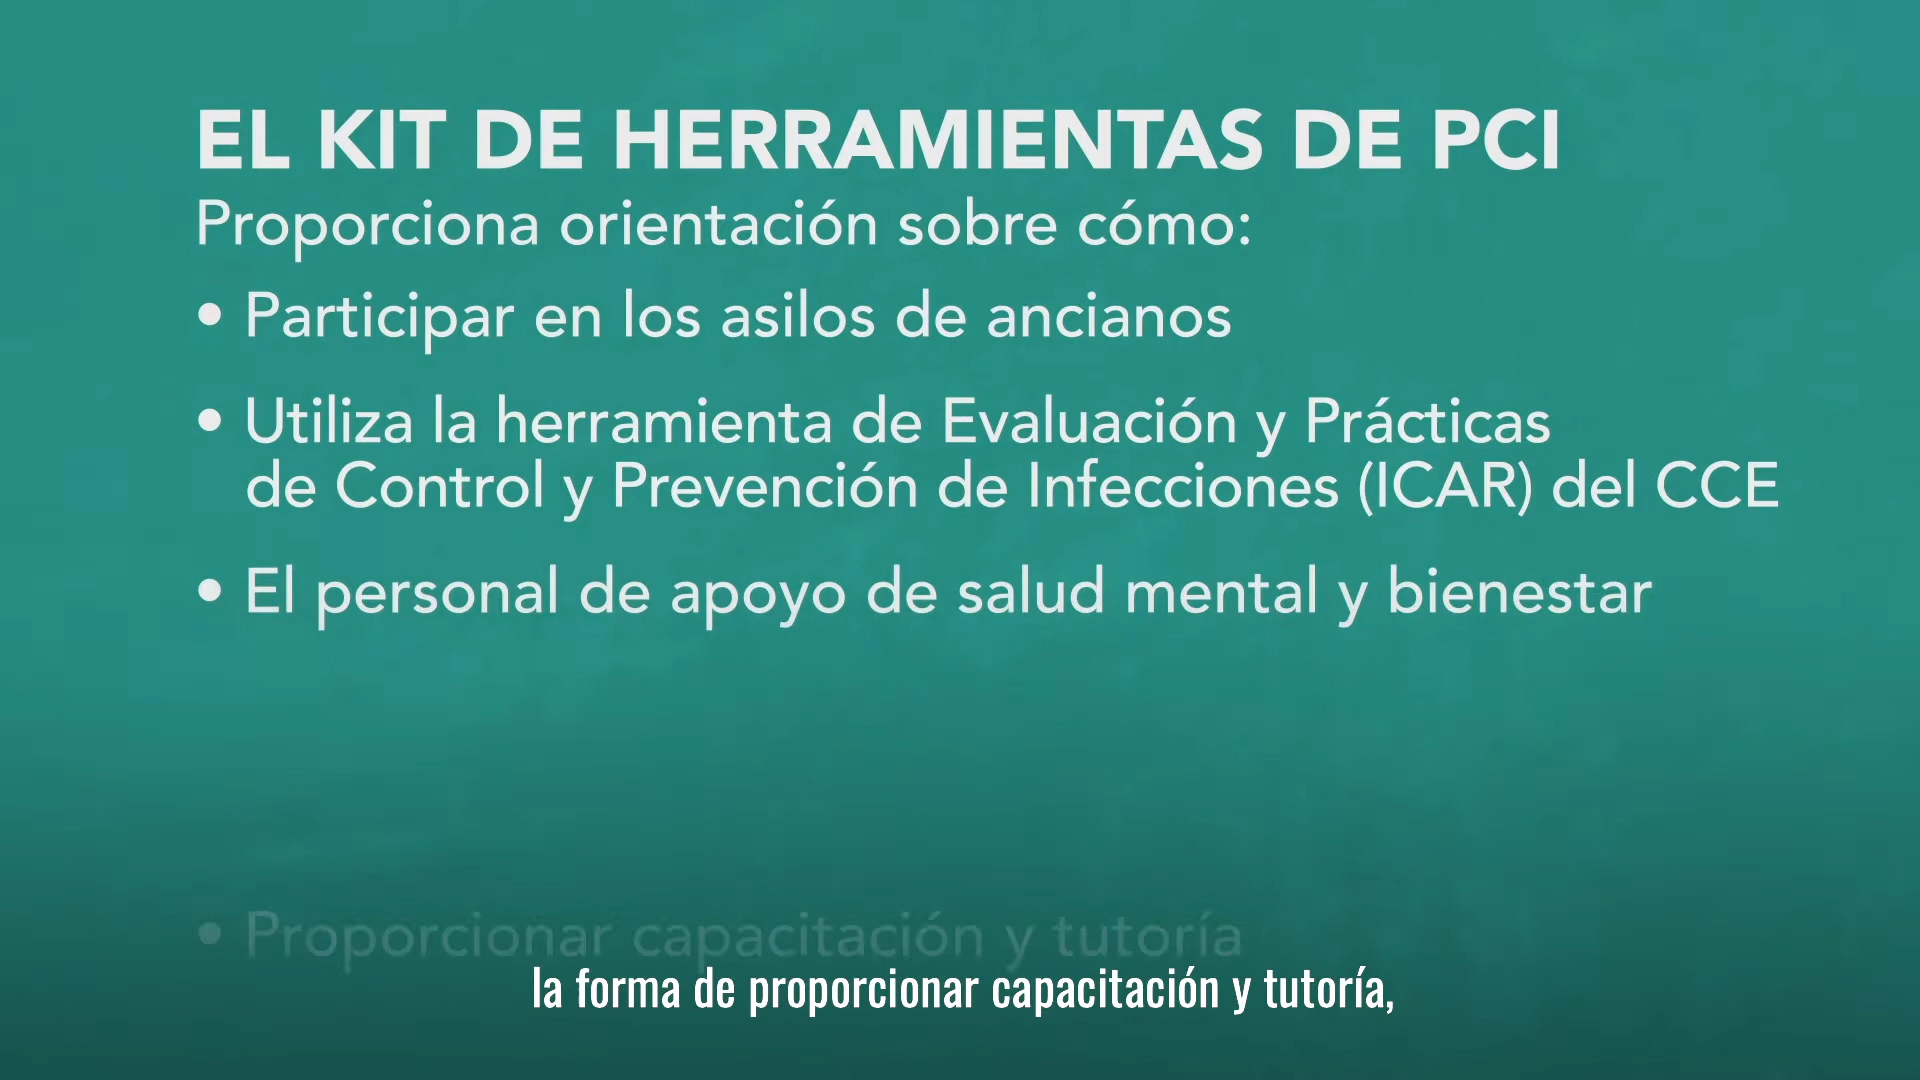 EL KIT DE HERRAMIENTAS DE PCI
Proporciona orientación sobre cómo:
• Participar en los asilos de ancianos
• Utiliza la herramienta de Evaluación y Prácticas
de Control y Prevención de Infecciones (ICAR) del CCE
• El personal de apoyo de salud mental y bienestar
• Proporcionar capacitación y tutoría
la forma de proporcionar capacitación y tutoría,